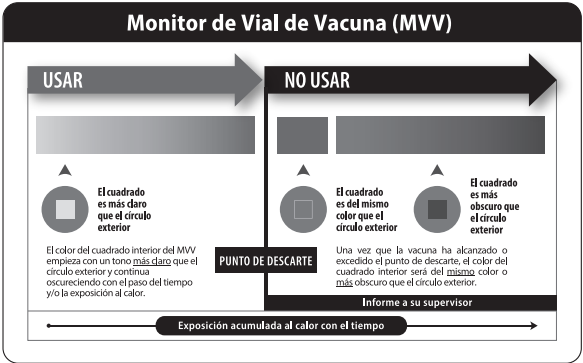 Monitor de Vial de Vacuna (MVV)
USAR
NO USAR
El cuadrado
es más claro
que el círculo
exterior
El cuadrado
es del mismo
color que el
círculo
exterior
El cuadrado
es más
obscuro que
el círculo
exterior
El color del cuadrado interior del MVV
empieza con un tono más claro que el
círculo exterior y continua
oscureciendo con el paso del tiempo
y/o la exposición al calor.
PUNTO DE DESCARTE
Una vez que la vacuna ha alcanzado o
excedido el punto de descarte, el color del
cuadrado interior será del mismo color o
más obscuro que el círculo exterior.
Informe a su supervisor
Exposición acumulada al calor con el tiempo